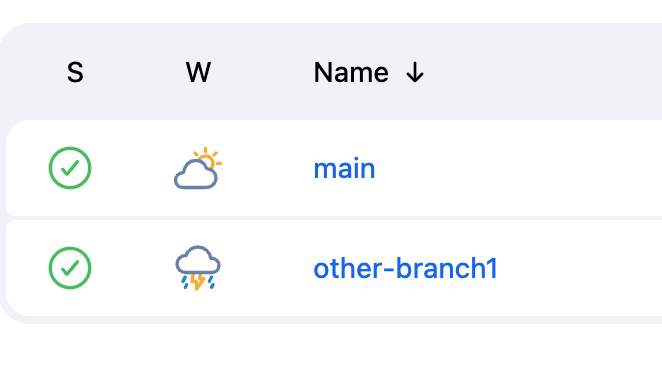 S W Name ↓
main
other-branch1